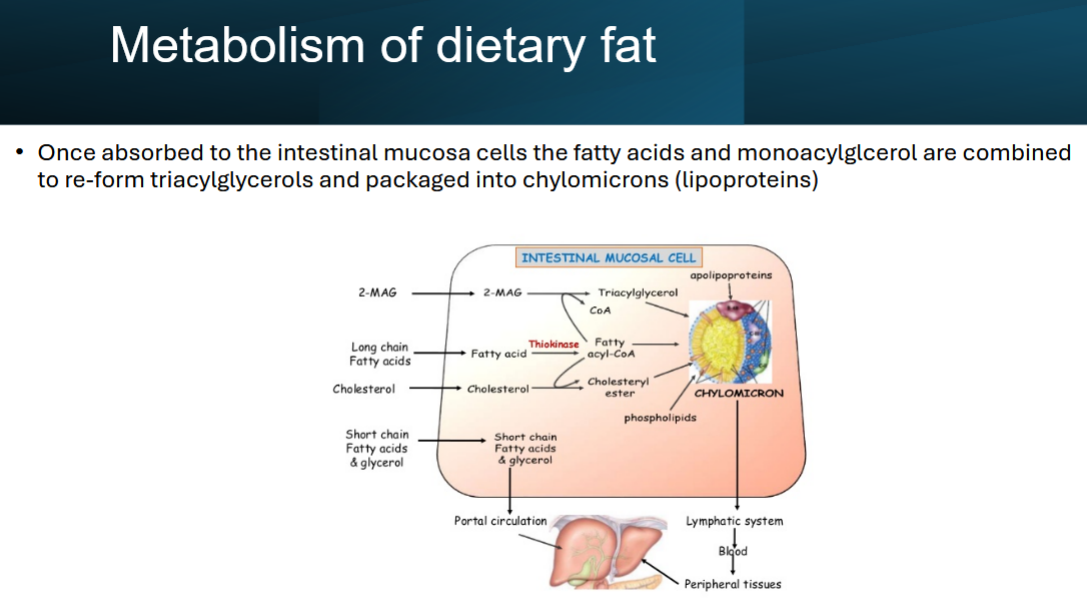 Metabolism of dietary fat
• Once absorbed to the intestinal mucosa cells the fatty acids and monoacylglcerol are combined
to re-form triacylglycerols and packaged into chylomicrons (lipoproteins)
INTESTINAL MUCOSAL CELL
apolipoproteins
2-MAG
2-MAG
Triacylglycerol
CoA
Long chain
Fatty acids
Fatty acid
Thiokinase
Fatty
acyl-CoA
Cholesterol
Cholesterol
Cholesteryl
ester
CHYLOMICRON
phospholipids
Short chain
Fatty acids
& glycerol
Short chain
Fatty acids
& glycerol
Portal circulation
Lymphatic system
Blood
Peripheral tissues